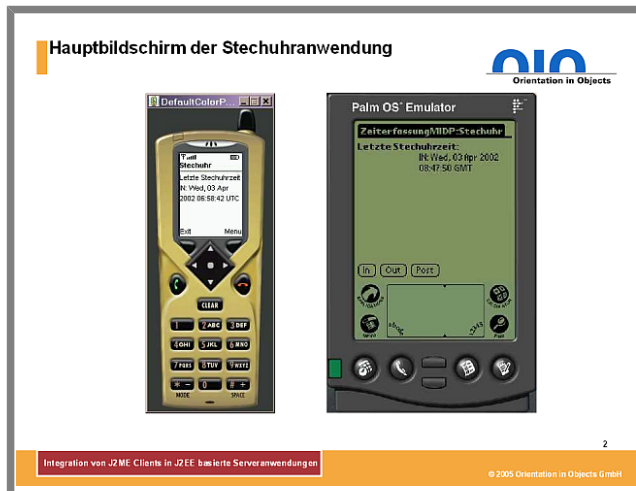 Hauptbildschirm der Stechuhranwendung
Orientation in Objects
DefaultColorP...
Stechuhr
Letzte Stechuhrzeit
IN: Wed, 03 Apr
2002 06:58:42 UTC
Exit Menu
CLEAR
1 2 ABC 3 DEF
4 GHI 5 JKL 6 MNO
7 PQRS 8 TUV 9 WXYZ
* 0 #
MODE SPACE
Palm OS Emulator
ZeiterfassungMIDP:Stechuhr
Letzte Stechuhrzeit:
IN: Wed, 03 Apr 2002
08:47:50 GMT
In Out Post
2
Integration von J2ME Clients in J2EE basierte Serveranwendungen
© 2005 Orientation in Objects GmbH